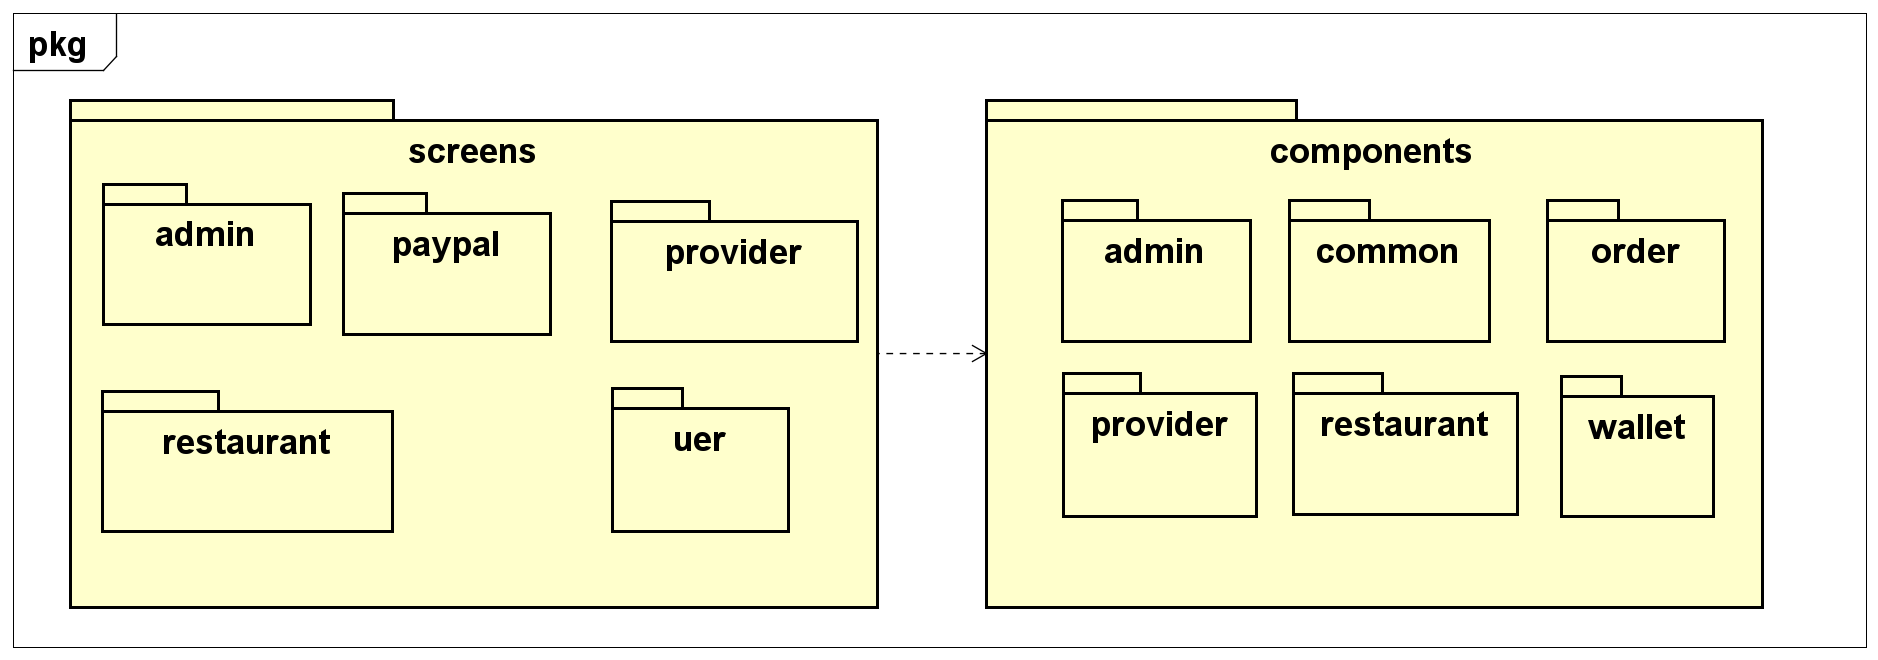 pkg
screens
admin
paypal
provider
restaurant
uer
components
admin
common
order
provider
restaurant
wallet